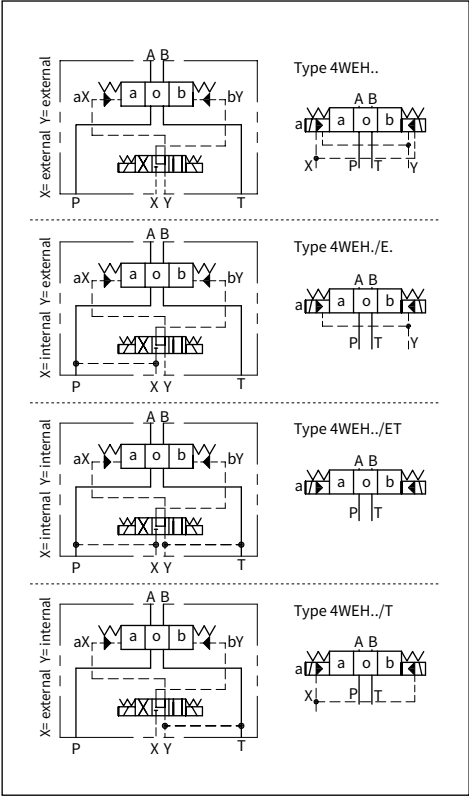 X= external Y= external
A B
aX
a o b
bY
P X Y T
Type 4WEH..
A B
a
a o b
X P T Y
X= internal Y= external
A B
aX
a o b
bY
P X Y T
Type 4WEH./E.
A B
a
a o b
P T Y
X= internal Y= internal
A B
aX
a o b
bY
P X Y T
Type 4WEH../ET
A B
a
a o b
P T
X= external Y= internal
A B
aX
a o b
bY
P X Y T
Type 4WEH../T
A B
a
a o b
X P T